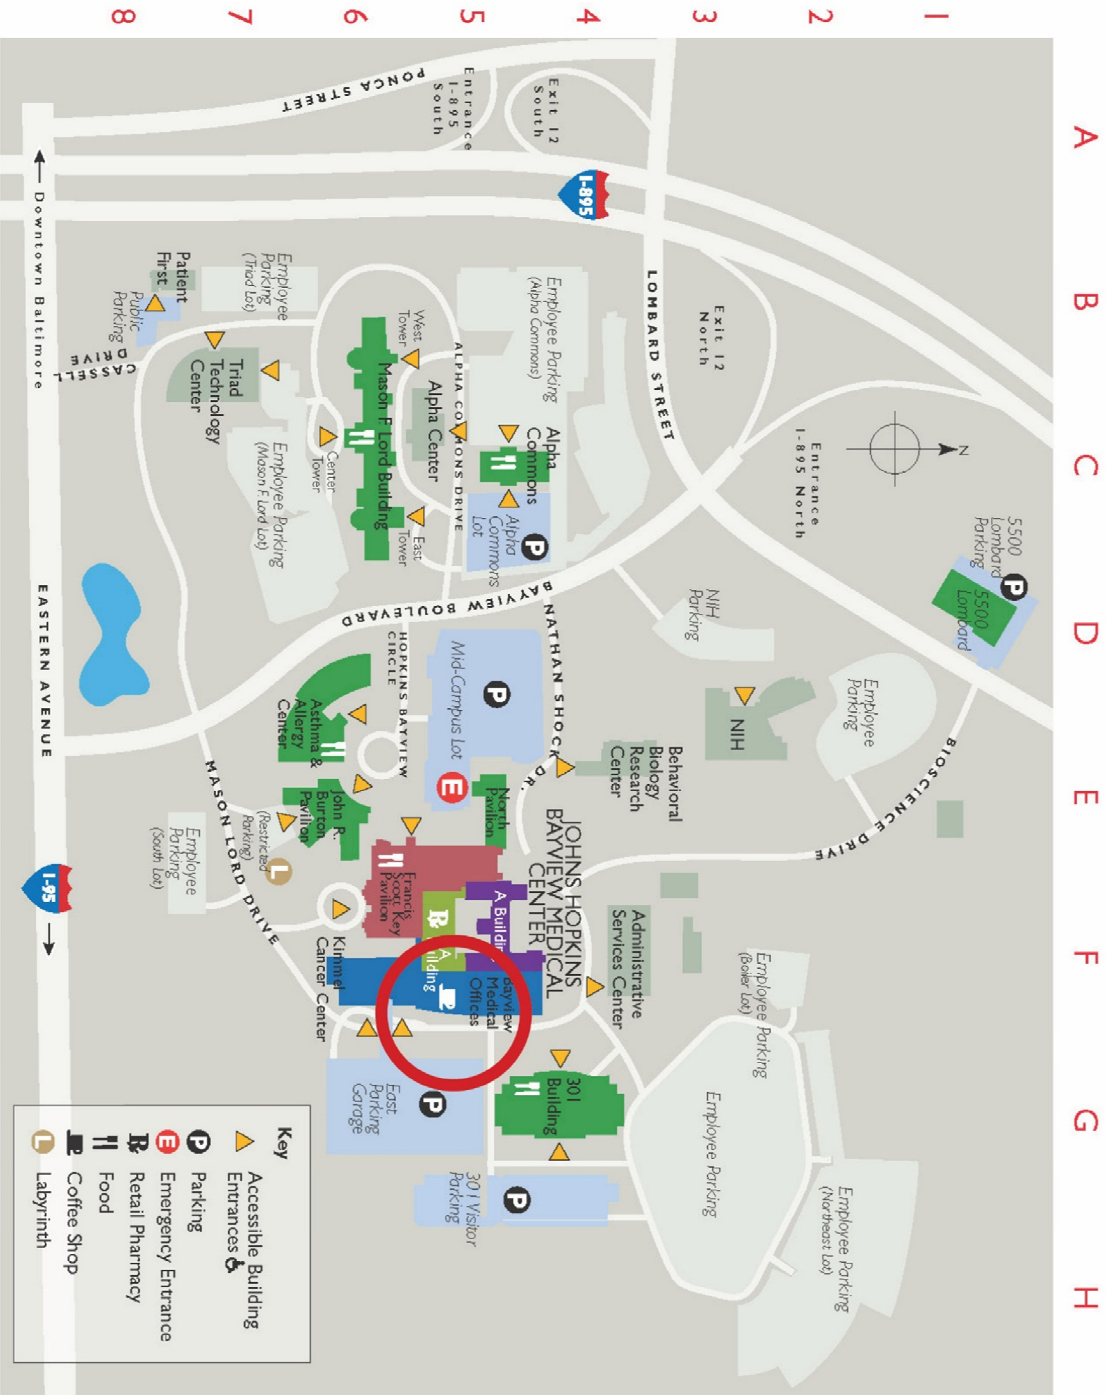 A
B
C
D
E
F
G
H
1
2
3
4
5
6
7
8
PONCA STREET
Entrance
I-895
South
Exit 12
South
I-895
LOMBARD STREET
Exit 12
North
Entrance
I-895 North
N
5500
Lombard
Parking
P
5500
Lombard
Employee Parking
(Alpha Commons)
Alpha
Commons
Alpha
Commons
Lot
P
ALPHA COMMONS DRIVE
Alpha Center
West
Tower
Mason F. Lord Building
East
Tower
Center
Tower
Employee
Parking
(Triad Lot)
Patient
First
Public
Parking
Triad
Technology
Center
CASSELL
DRIVE
Employee Parking
(Mason F. Lord Lot)
Downtown Baltimore
EASTERN AVENUE
BAYVIEW BOULEVARD
NATHAN SHOCK DR.
NIH
Parking
NIH
Employee
Parking
BIOSCIENCE DRIVE
Behavioral
Biology
Research
Center
Mid-Campus Lot
P
E
HOPKINS BAYVIEW
CIRCLE
Asthma &
Allergy
Center
North
Pavilion
John R.
Burton
Pavilion
(Restricted
Parking)
L
Employee
Parking
(South Lot)
MASON LORD DRIVE
JOHNS HOPKINS
BAYVIEW MEDICAL
CENTER
Francis
Scott Key
Pavilion
A Building
AA
Building
Bayview
Medical
Offices
Kimmel
Cancer Center
Administrative
Services Center
Employee Parking
(Boiler Lot)
Employee Parking
301
Building
East
Parking
Garage
P
301 Visitor
Parking
P
Employee Parking
(Northeast Lot)
I-95
Key
Accessible Building
Entrances
P Parking
E Emergency Entrance
Rx Retail Pharmacy
Food
Coffee Shop
L Labyrinth